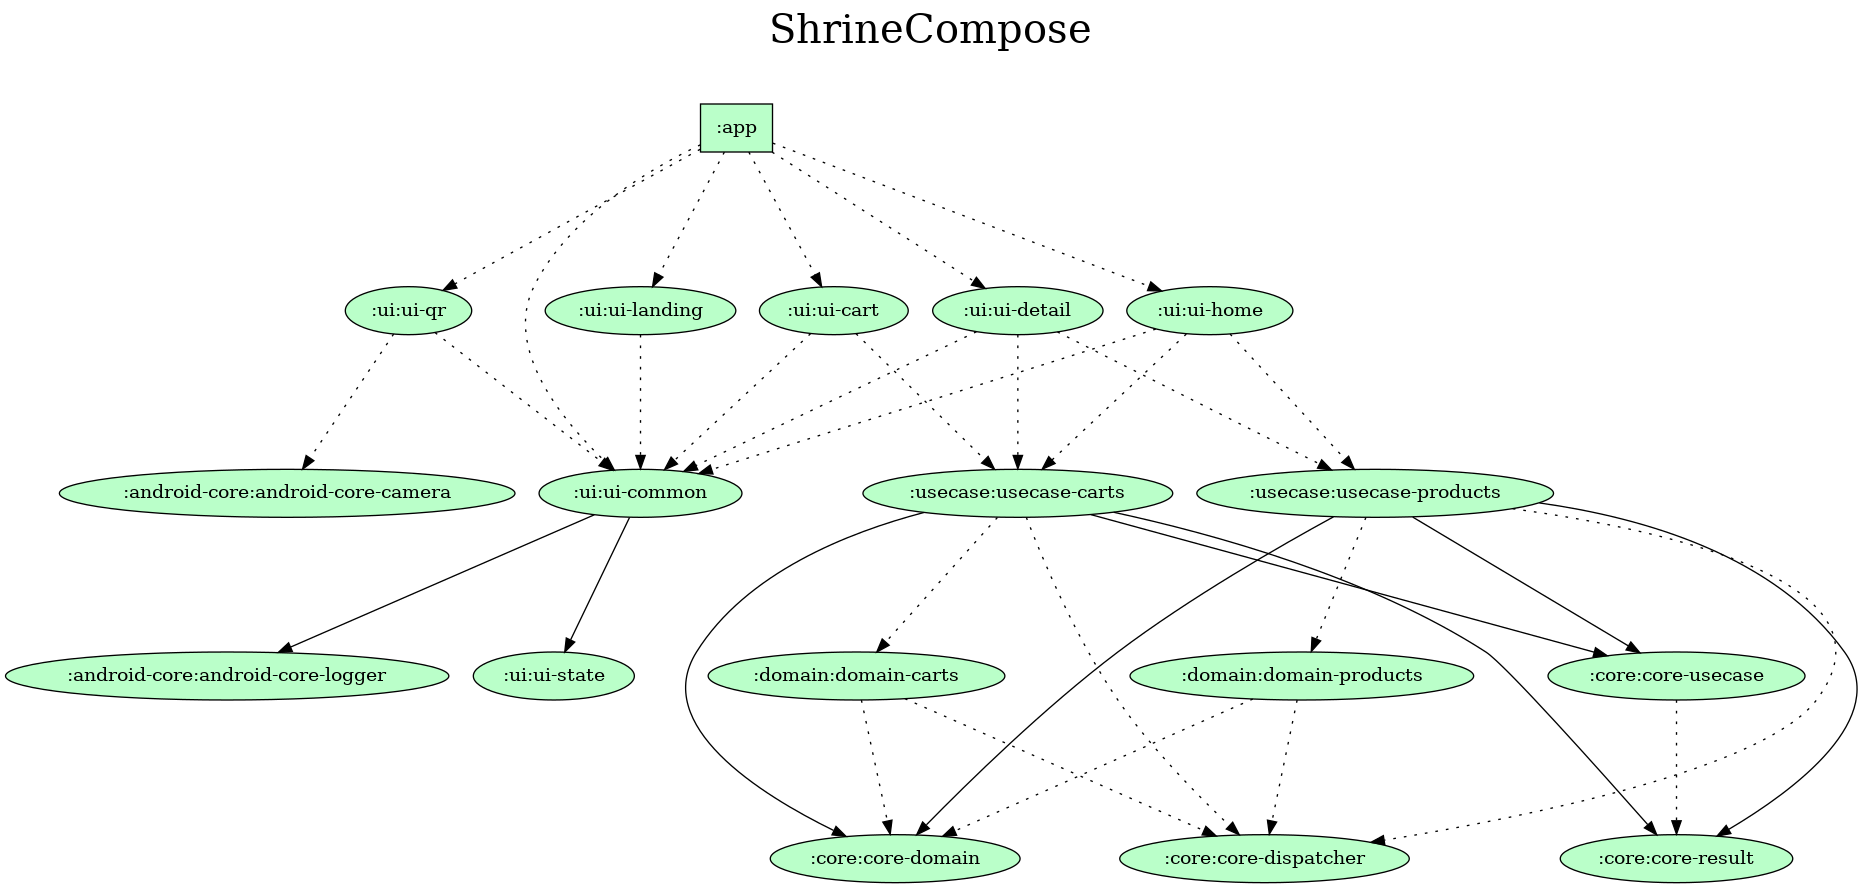 ShrineCompose
:app
:ui:ui-qr
:ui:ui-landing
:ui:ui-cart
:ui:ui-detail
:ui:ui-home
:android-core:android-core-camera
:ui:ui-common
:usecase:usecase-carts
:usecase:usecase-products
:android-core:android-core-logger
:ui:ui-state
:domain:domain-carts
:domain:domain-products
:core:core-usecase
:core:core-domain
:core:core-dispatcher
:core:core-result